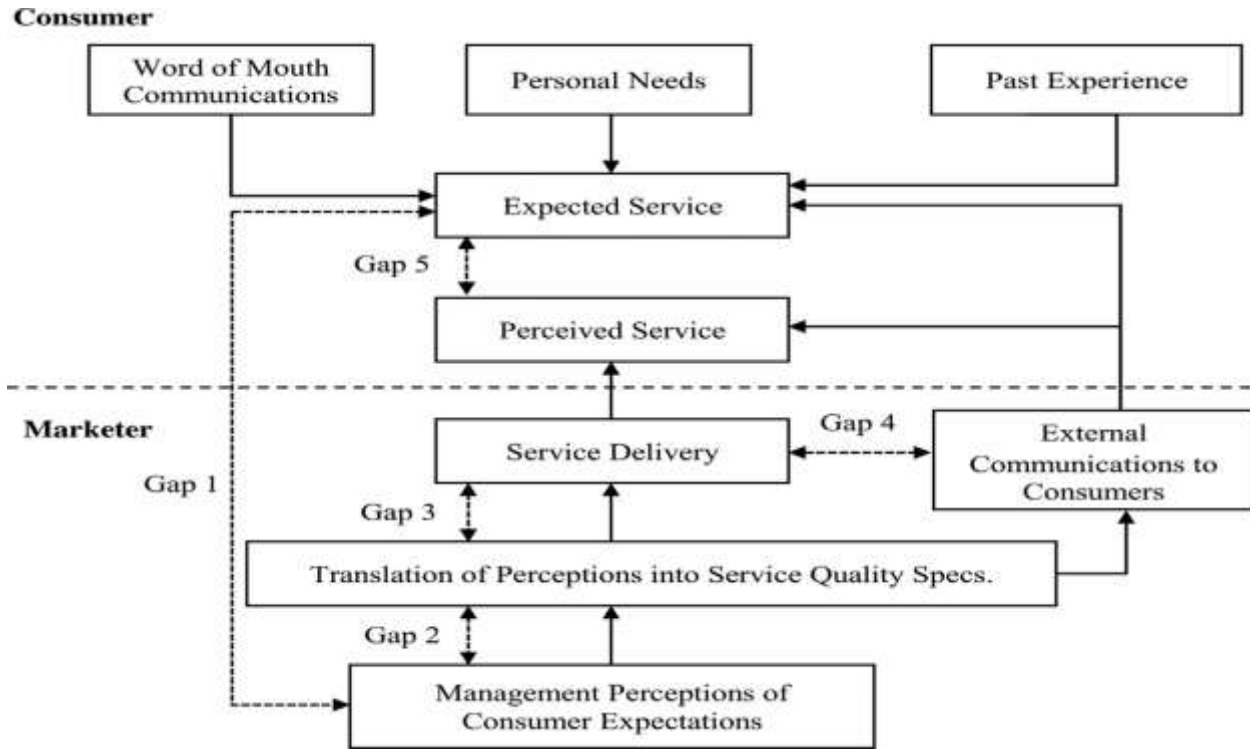 Consumer
Word of Mouth
Communications
Personal Needs
Past Experience
Expected Service
Gap 5
Perceived Service
Marketer
Service Delivery
Gap 4
External
Communications to
Consumers
Gap 1
Gap 3
Translation of Perceptions into Service Quality Specs.
Gap 2
Management Perceptions of
Consumer Expectations